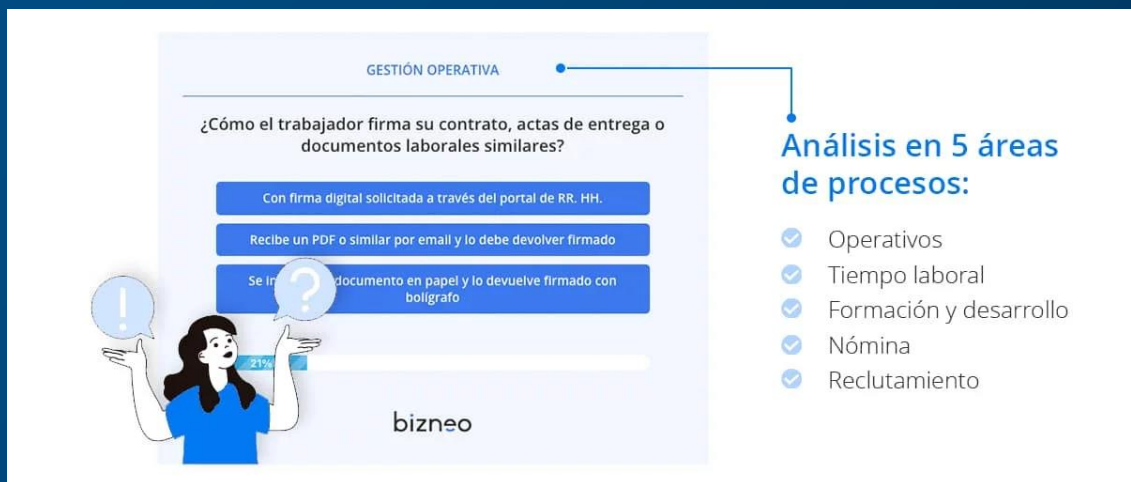 GESTIÓN OPERATIVA
¿Cómo el trabajador firma su contrato, actas de entrega o
documentos laborales similares?
Con firma digital solicitada a través del portal de RR. HH.
Recibe un PDF o similar por email y lo debe devolver firmado
Se documento en papel y lo devuelve firmado con
bolígrafo
!
?
21%
bizneo
Análisis en 5 áreas
de procesos:
Operativos
Tiempo laboral
Formación y desarrollo
Nómina
Reclutamiento